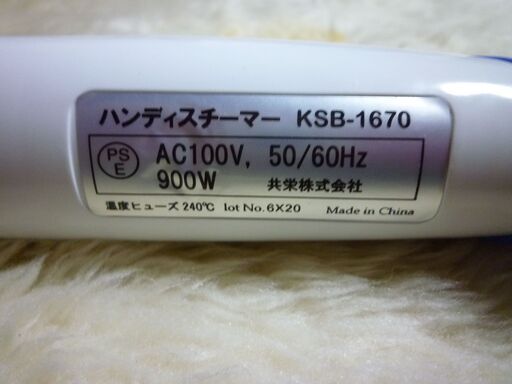 ハンディスチーマー KSB-1670
PS
E
AC100V, 50/60Hz
900W 共栄株式会社
温度ヒューズ 240℃ lot No.6X20 Made in China